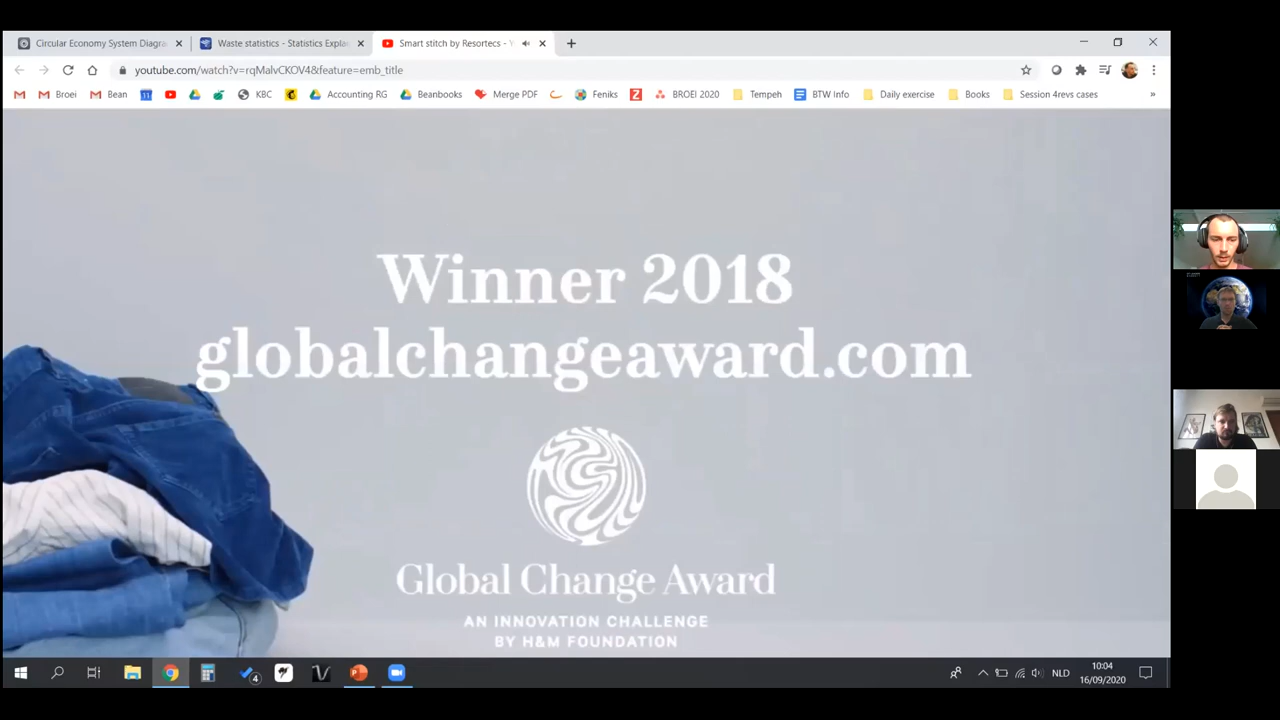 Circular Economy System Diagra
Waste statistics - Statistics Expla
Smart stitch by Resortecs - Y
youtube.com/watch?v=rqMalvCKOV4&feature=emb_title
Broei
Bean
KBC
Accounting RG
Beanbooks
Merge PDF
Feniks
BROEI 2020
Tempeh
BTW Info
Daily exercise
Books
Session 4revs cases
»
Winner 2018
globalchangeaward.com
Global Change Award
AN INNOVATION CHALLENGE
BY H&M FOUNDATION
4
NLD
10:04
16/09/2020